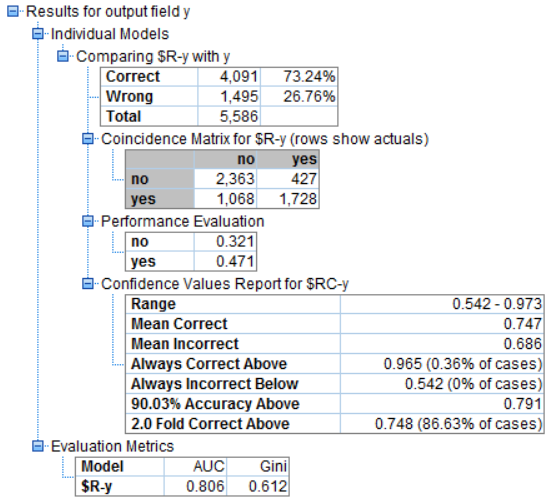 Results for output field y
Individual Models
Comparing $R-y with y
Correct 4,091 73.24%
Wrong 1,495 26.76%
Total 5,586
Coincidence Matrix for $R-y (rows show actuals)
no yes
no 2,363 427
yes 1,068 1,728
Performance Evaluation
no 0.321
yes 0.471
Confidence Values Report for $RC-y
Range 0.542 - 0.973
Mean Correct 0.747
Mean Incorrect 0.686
Always Correct Above 0.965 (0.36% of cases)
Always Incorrect Below 0.542 (0% of cases)
90.03% Accuracy Above 0.791
2.0 Fold Correct Above 0.748 (86.63% of cases)
Evaluation Metrics
Model AUC Gini
$R-y 0.806 0.612